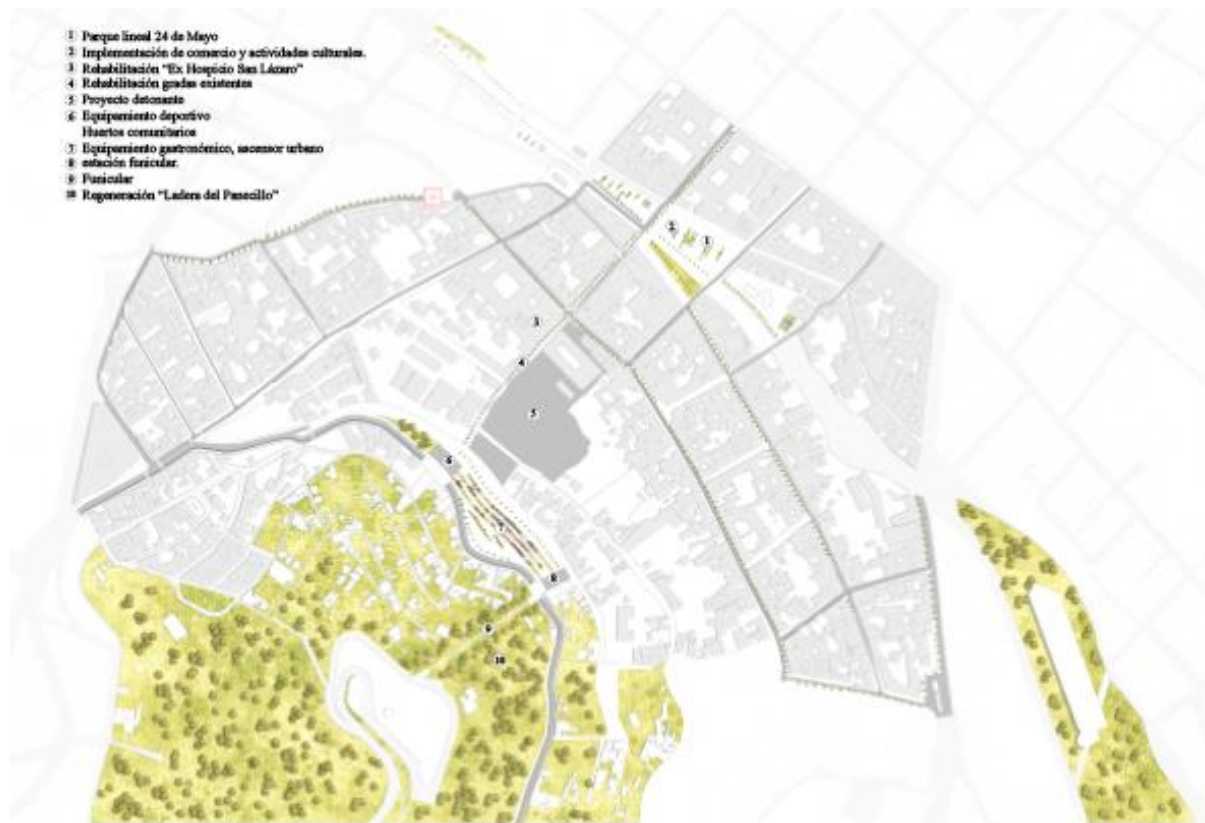 1 Parque lineal 24 de Mayo
2 Implementación de comercio y actividades culturales.
3 Rehabilitación "Ex Hospicio San Lázaro"
4 Rehabilitación gradas existentes
5 Proyecto detonante
6 Equipamiento deportivo
Huertos comunitarios
7 Equipamiento gastronómico, ascensor urbano
8 estación funicular.
9 Funicular
10 Regeneración "Ladera del Panecillo"
2
1
3
4
5
6
7
8
9
10